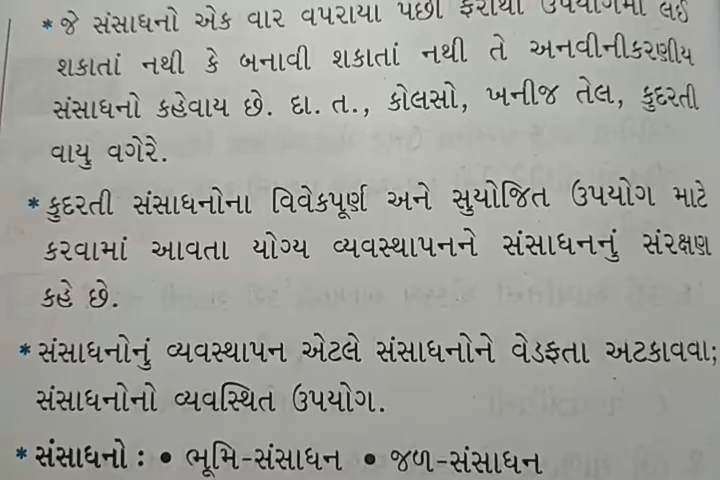 * જે સંસાધનો એક વાર વપરાયા પછી ફરીથી ઉપયોગમાં લઈ
શકાતાં નથી કે બનાવી શકાતાં નથી તે અનવીનીકરણીય
સંસાધનો કહેવાય છે. દા. ત., કોલસો, ખનીજ તેલ, કુદરતી
વાયુ વગેરે.
* કુદરતી સંસાધનોના વિવેકપૂર્ણ અને સુયોજિત ઉપયોગ માટે
કરવામાં આવતા યોગ્ય વ્યવસ્થાપનને સંસાધનનું સંરક્ષણ
કહે છે.
* સંસાધનોનું વ્યવસ્થાપન એટલે સંસાધનોને વેડફતા અટકાવવા;
સંસાધનોનો વ્યવસ્થિત ઉપયોગ.
* સંસાધનો : • ભૂમિ-સંસાધન • જળ-સંસાધન